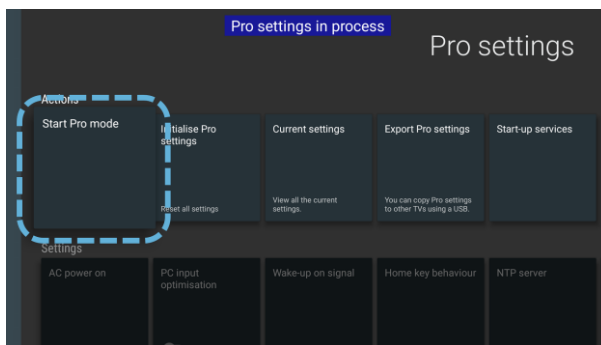 Pro settings in process
Pro settings
Actions
Start Pro mode
Initialise Pro
settings
Reset all settings
Current settings
View all the current
settings.
Export Pro settings
You can copy Pro settings
to other TVs using a USB.
Start-up services
Settings
AC power on
PC input
optimisation
Wake-up on signal
Home key behaviour
NTP server